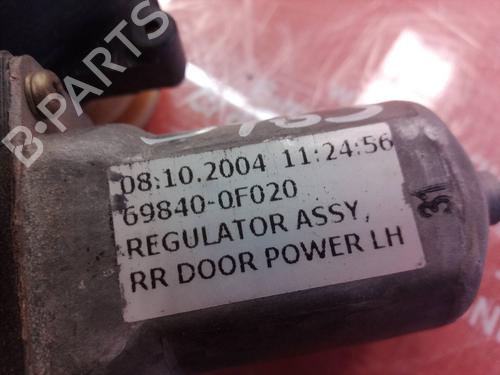 B-PARTS
08.10.2004 11:24:56
69840-0F020
REGULATOR ASSY,
RR DOOR POWER LH
31